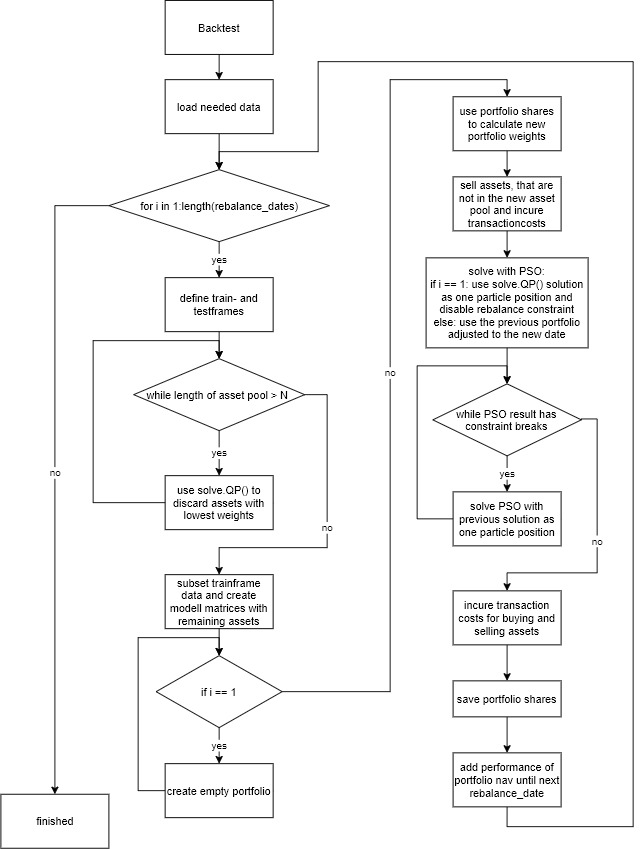 Backtest
load needed data
for i in 1:length(rebalance_dates)
yes
define train- and
testframes
while length of asset pool > N
yes
use solve.QP() to
discard assets with
lowest weights
no
subset trainframe
data and create
modell matrices with
remaining assets
if i == 1
yes
create empty portfolio
no
finished
no
use portfolio shares
to calculate new
portfolio weights
sell assets, that are
not in the new asset
pool and incure
transactioncosts
solve with PSO:
if i == 1: use solve.QP() solution
as one particle position and
disable rebalance constraint
else: use the previous portfolio
adjusted to the new date
while PSO result has
constraint breaks
yes
solve PSO with
previous solution as
one particle position
no
incure transaction
costs for buying and
selling assets
save portfolio shares
add performance of
portfolio nav until next
rebalance_date